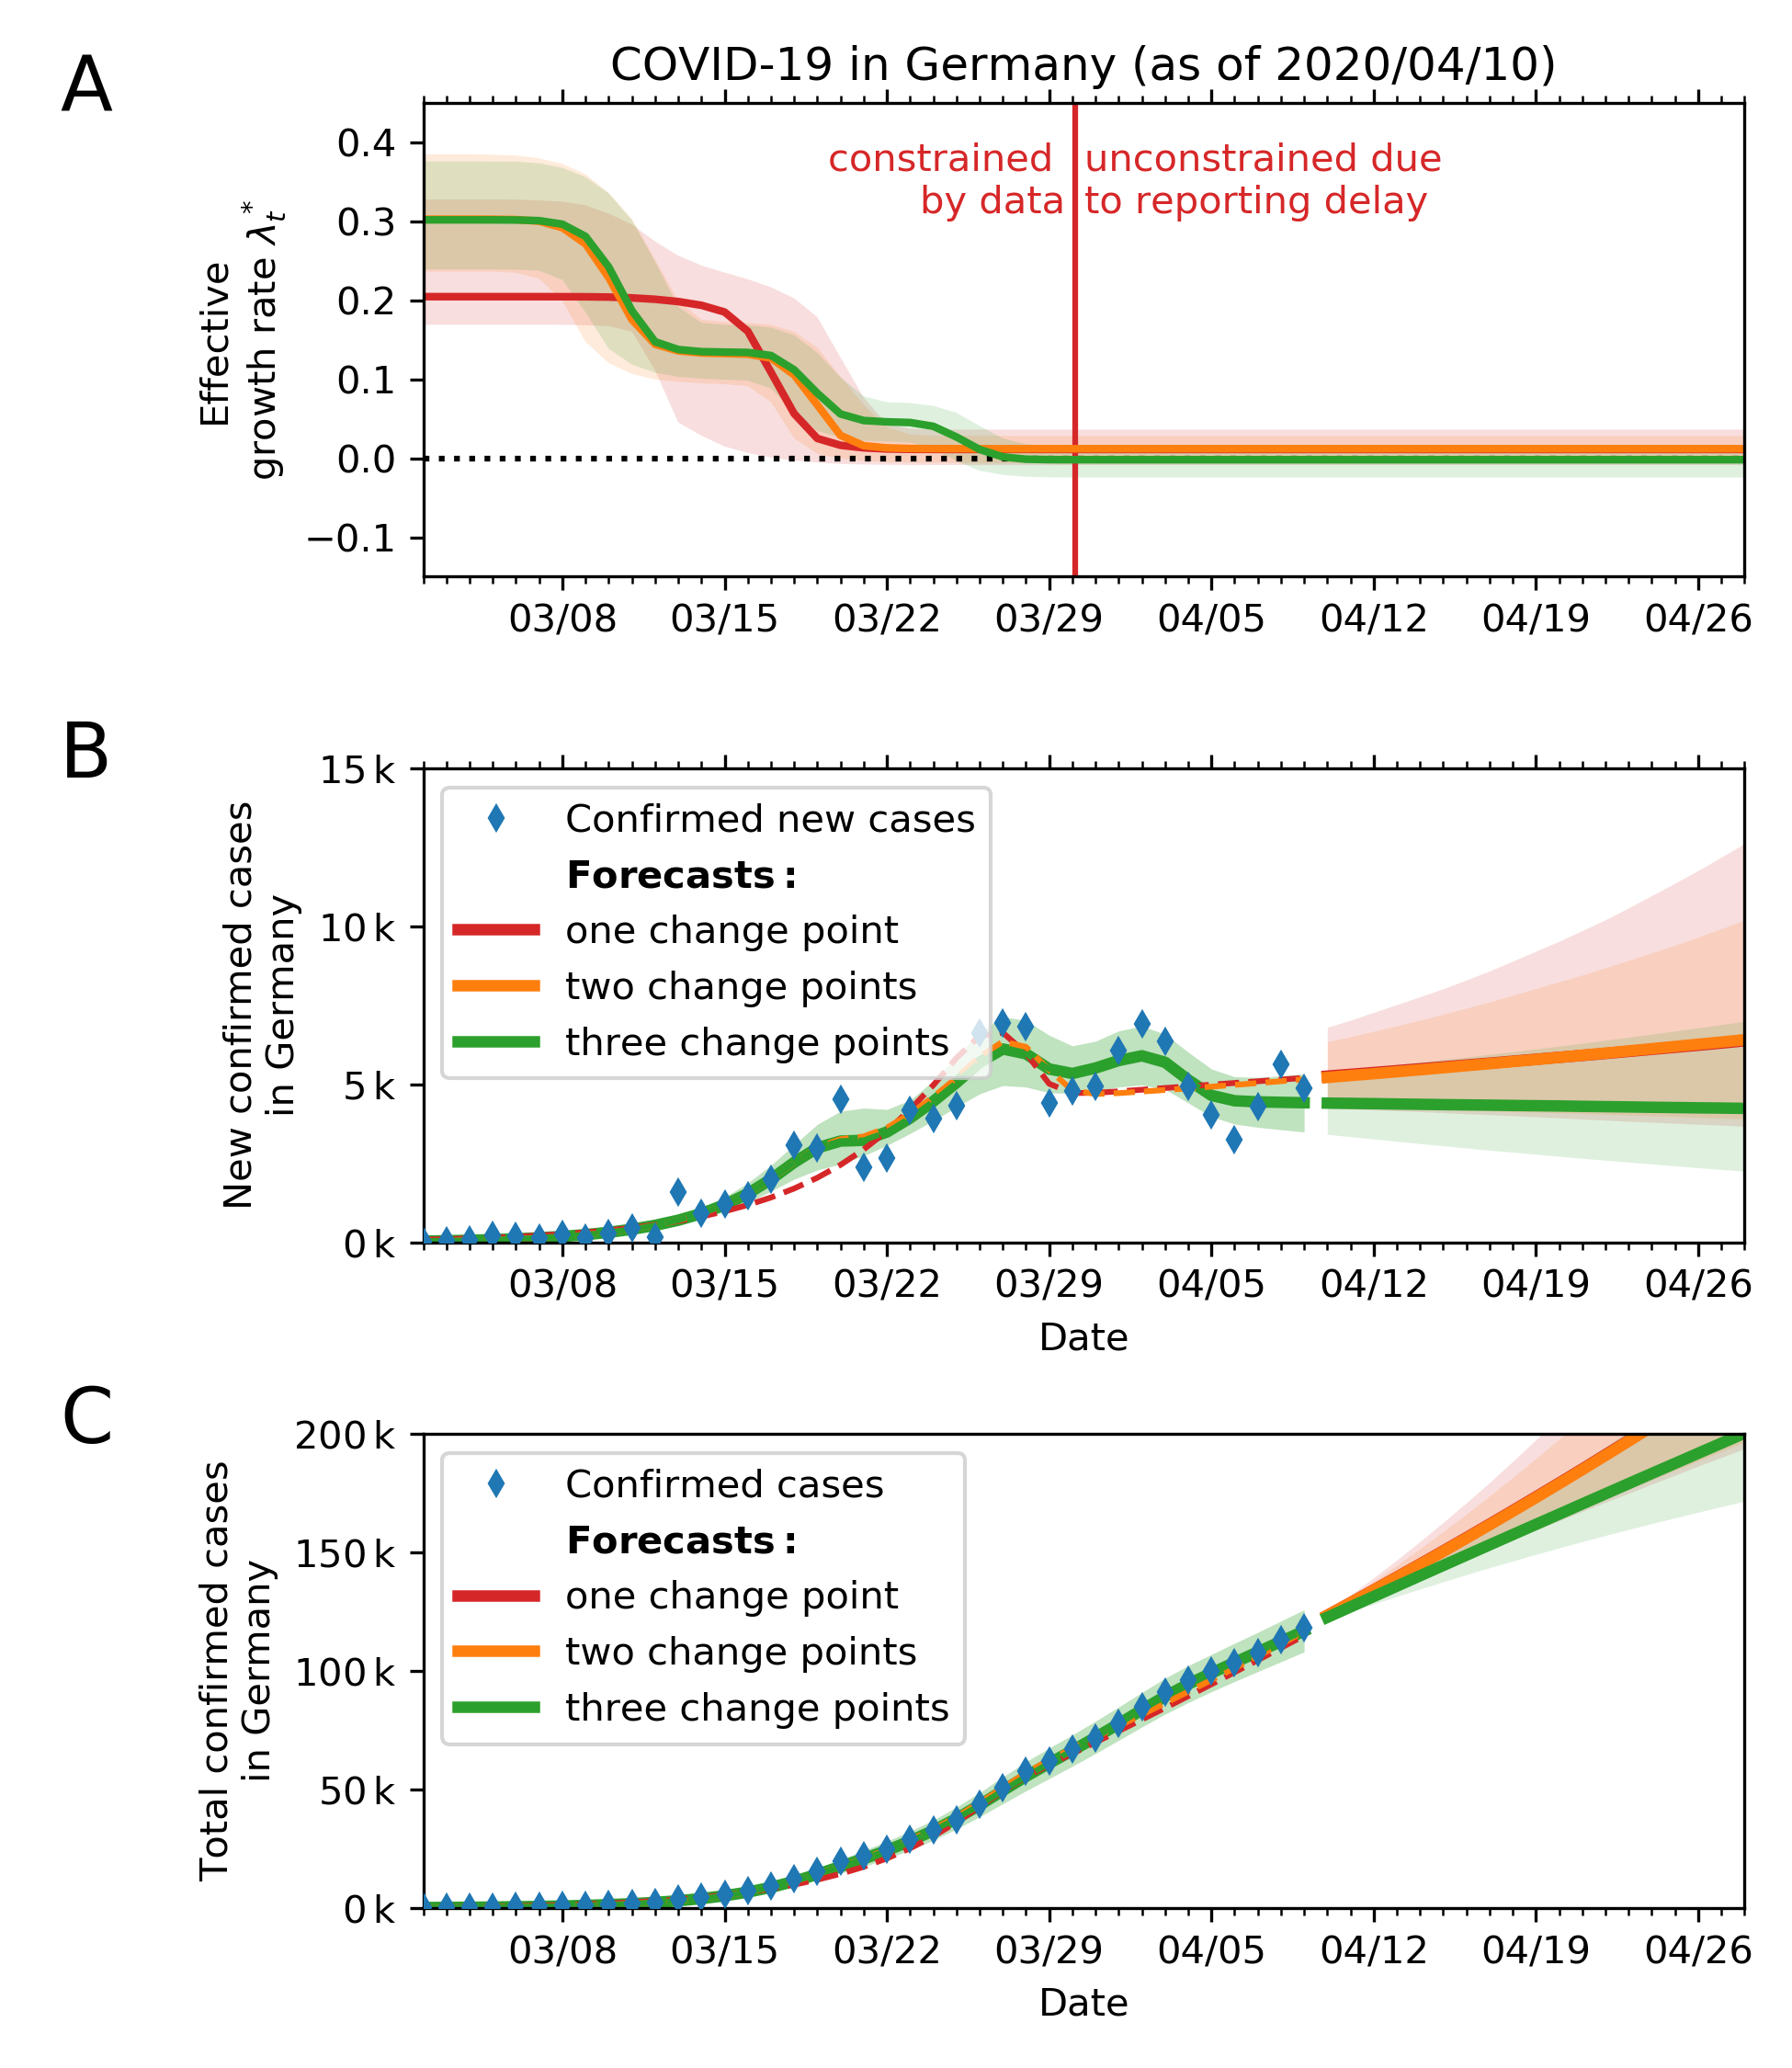 A
COVID-19 in Germany (as of 2020/04/10)
Effective
growth rate λ*t
0.4
0.3
0.2
0.1
0.0
−0.1
constrained
by data
unconstrained due
to reporting delay
03/08 03/15 03/22 03/29 04/05 04/12 04/19 04/26
B
New confirmed cases
in Germany
15 k
10 k
5 k
0 k
Confirmed new cases
Forecasts:
one change point
two change points
three change points
03/08 03/15 03/22 03/29 04/05 04/12 04/19 04/26
Date
C
Total confirmed cases
in Germany
200 k
150 k
100 k
50 k
0 k
Confirmed cases
Forecasts:
one change point
two change points
three change points
03/08 03/15 03/22 03/29 04/05 04/12 04/19 04/26
Date